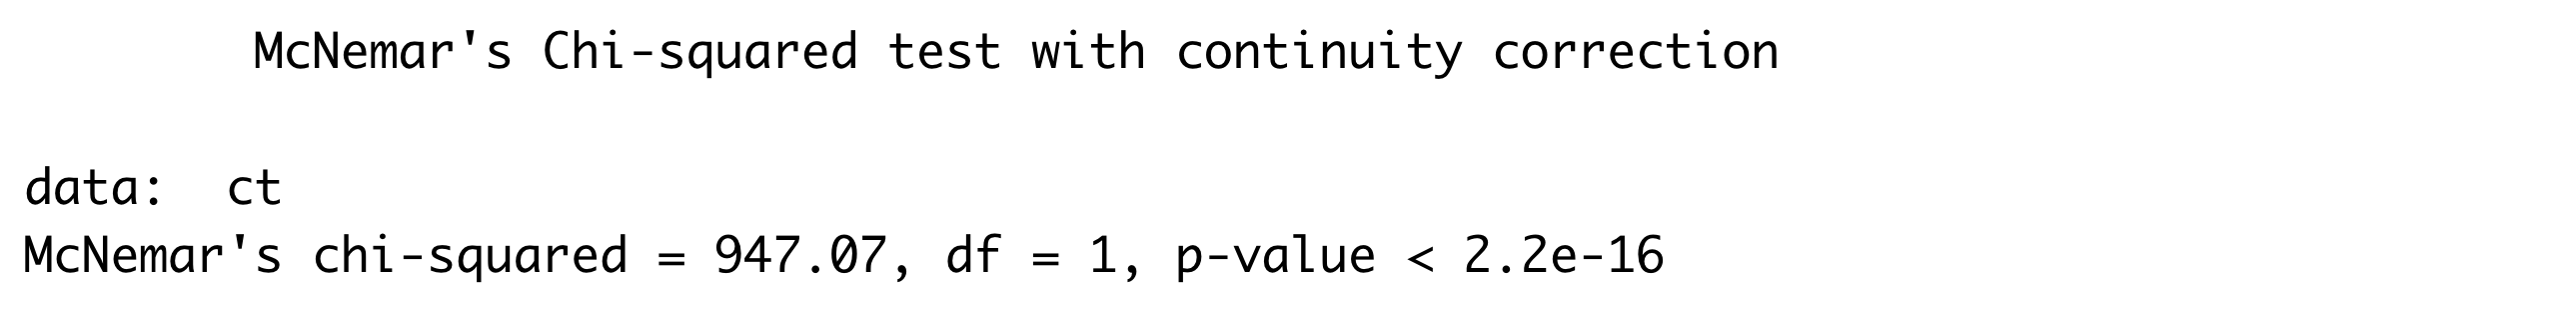 McNemar's Chi-squared test with continuity correction
data:  ct
McNemar's chi-squared = 947.07, df = 1, p-value < 2.2e-16